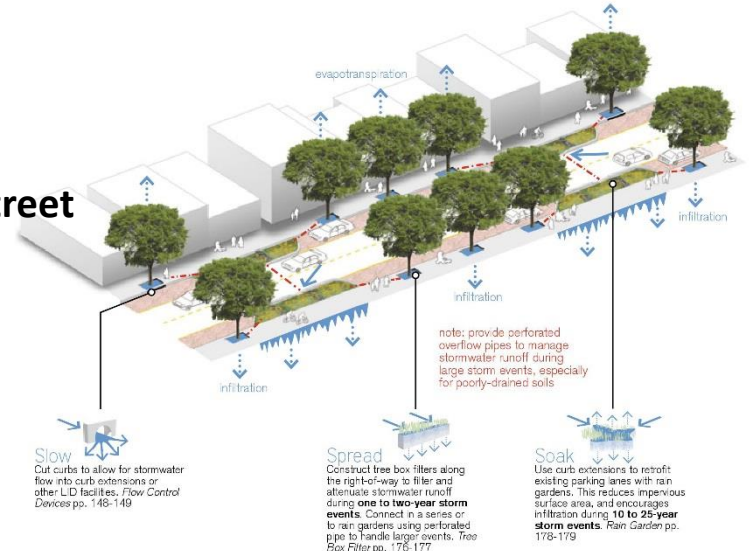 evapotranspiration
treet
infiltration
infiltration
infiltration
note: provide perforated
overflow pipes to manage
stormwater runoff during
large storm events, especially
for poorly-drained soils
Slow
Cut curbs to allow for stormwater
flow into curb extensions or
other LID facilities. Flow Control
Devices pp. 148-149
Spread
Construct tree box filters along
the right-of-way to filter and
attenuate stormwater runoff
during one to two-year storm
events. Connect in a series or
to rain gardens using perforated
pipe to handle larger events. Tree
Box Filter pp. 176-177
Soak
Use curb extensions to retrofit
existing parking lanes with rain
gardens. This reduces impervious
surface area, and encourages
infiltration during 10 to 25-year
storm events. Rain Garden pp.
178-179